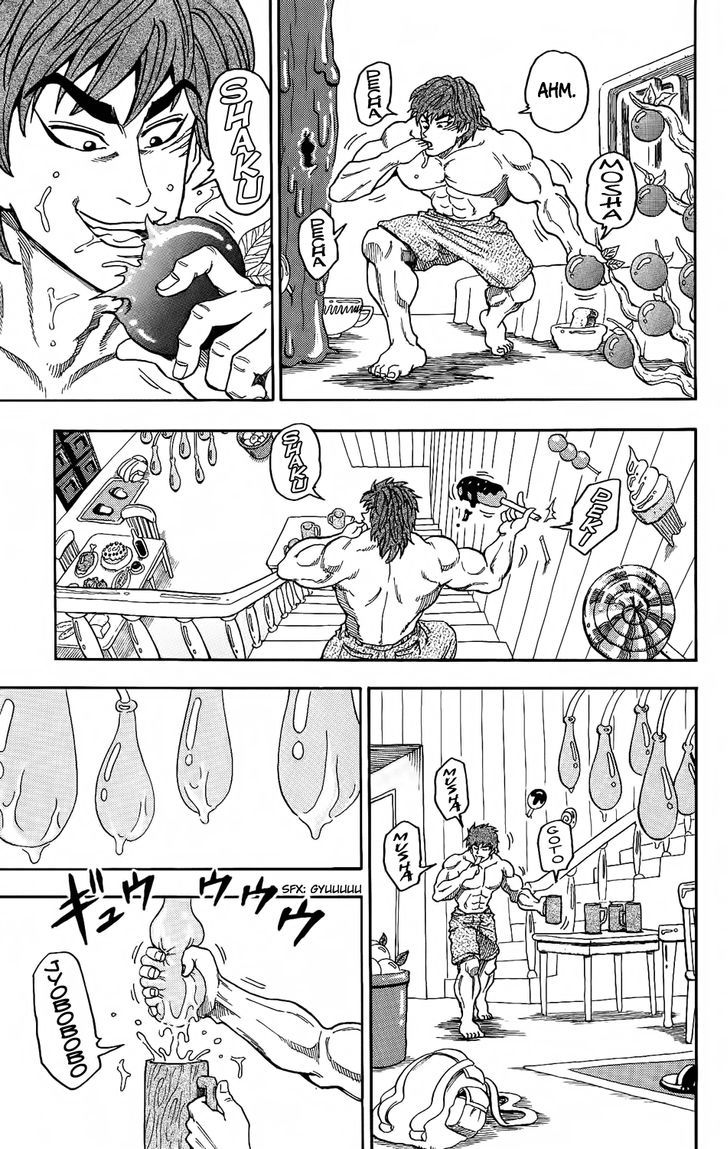 AHM.
PECHA
MOSHA
PECHA
SHAKU
PEKI
SHAKU
MUSHA
GOTO
MUSHA
ギュウウウウ
SFX: GYUUUUU
JYOBOBOBO